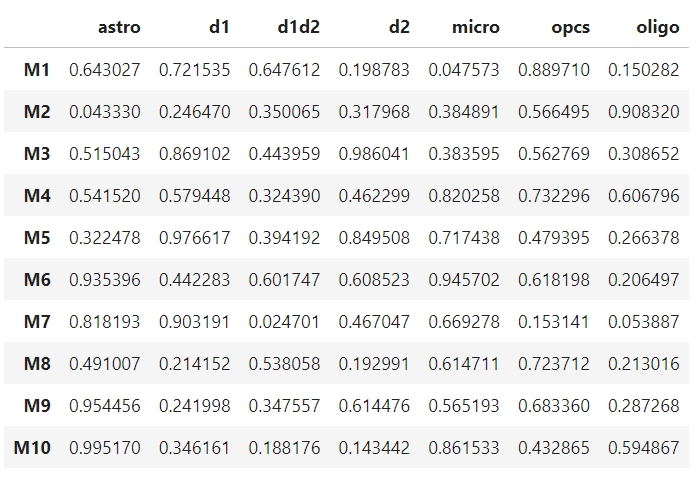 astro d1 d1d2 d2 micro opcs oligo
M1 0.643027 0.721535 0.647612 0.198783 0.047573 0.889710 0.150282
M2 0.043330 0.246470 0.350065 0.317968 0.384891 0.566495 0.908320
M3 0.515043 0.869102 0.443959 0.986041 0.383595 0.562769 0.308652
M4 0.541520 0.579448 0.324390 0.462299 0.820258 0.732296 0.606796
M5 0.322478 0.976617 0.394192 0.849508 0.717438 0.479395 0.266378
M6 0.935396 0.442283 0.601747 0.608523 0.945702 0.618198 0.206497
M7 0.818193 0.903191 0.024701 0.467047 0.669278 0.153141 0.053887
M8 0.491007 0.214152 0.538058 0.192991 0.614711 0.723712 0.213016
M9 0.954456 0.241998 0.347557 0.614476 0.565193 0.683360 0.287268
M10 0.995170 0.346161 0.188176 0.143442 0.861533 0.432865 0.594867